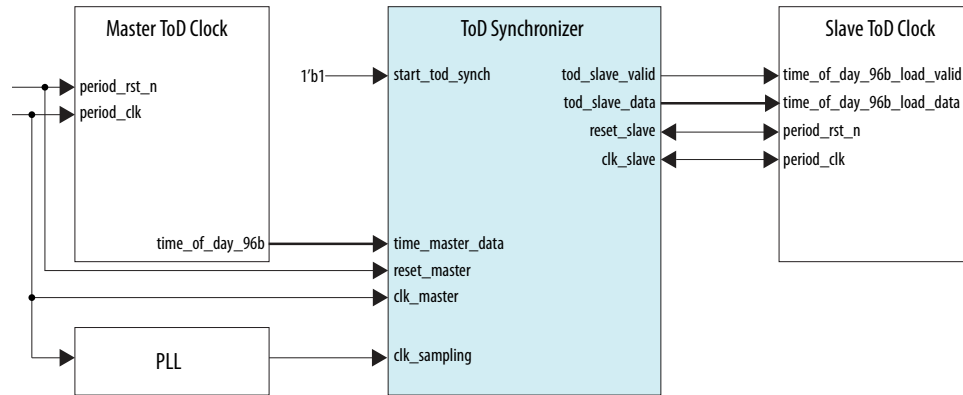 Master ToD Clock
period_rst_n
period_clk
time_of_day_96b
PLL
ToD Synchronizer
1'b1
start_tod_synch
tod_slave_valid
tod_slave_data
reset_slave
clk_slave
time_master_data
reset_master
clk_master
clk_sampling
Slave ToD Clock
time_of_day_96b_load_valid
time_of_day_96b_load_data
period_rst_n
period_clk